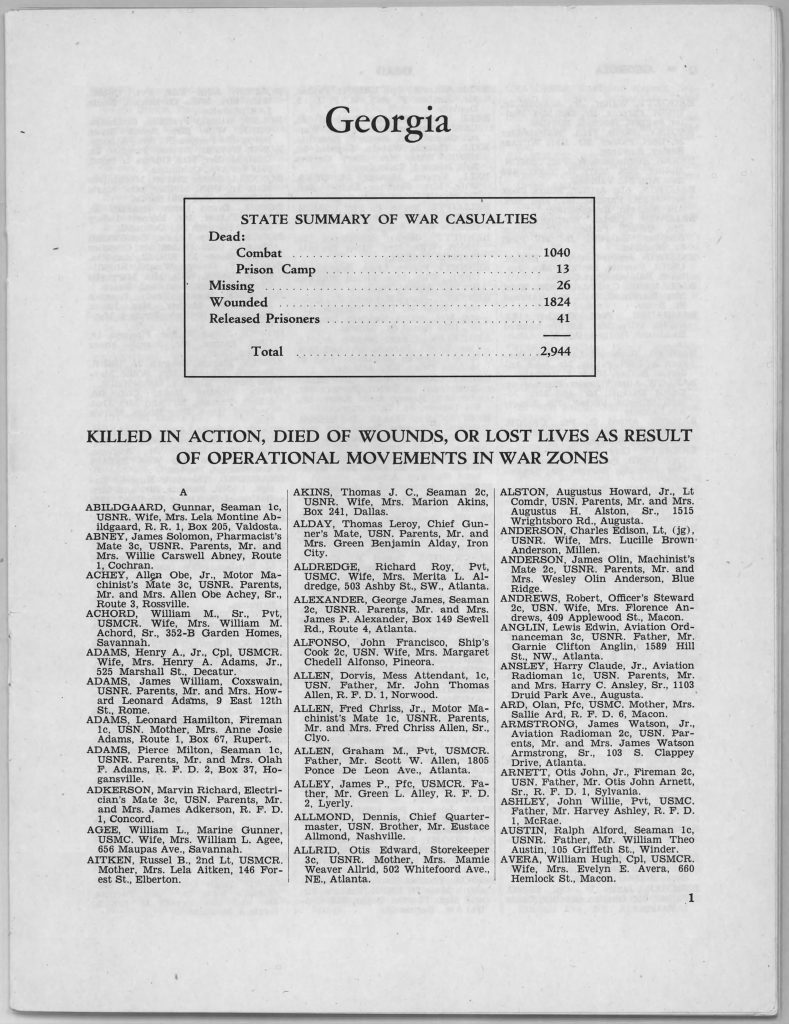 Georgia
STATE SUMMARY OF WAR CASUALTIES
Dead:
Combat ........................................ 1040
Prison Camp .................................. 13
Missing ........................................... 26
Wounded ........................................ 1824
Released Prisoners ............................... 41
Total ..................................... 2,944
KILLED IN ACTION, DIED OF WOUNDS, OR LOST LIVES AS RESULT
OF OPERATIONAL MOVEMENTS IN WAR ZONES
A
ABILDGAARD, Gunnar, Seaman 1c,
USNR. Wife, Mrs. Lela Montine Ab-
ildgaard, R. R. 1, Box 205, Valdosta.
ABNEY, James Solomon, Pharmacist's
Mate 3c, USNR. Parents, Mr. and
Mrs. Willie Carswell Abney, Route
1, Cochran.
ACHEY, Allen Obe, Jr., Motor Ma-
chinist's Mate 3c, USNR. Parents,
Mr. and Mrs. Allen Obe Achey, Sr.,
Route 3, Rossville.
ACHORD, William M., Sr., Pvt,
USMCR. Wife, Mrs. William M.
Achord, Sr., 352-B Garden Homes,
Savannah.
ADAMS, Henry A., Jr., Cpl, USMCR.
Wife, Mrs. Henry A. Adams, Jr.,
525 Marshall St., Decatur.
ADAMS, James William, Coxswain,
USNR. Parents, Mr. and Mrs. How-
ard Leonard Adams, 9 East 12th
St., Rome.
ADAMS, Leonard Hamilton, Fireman
1c, USN. Mother, Mrs. Anne Josie
Adams, Route 1, Box 67, Rupert.
ADAMS, Pierce Milton, Seaman 1c,
USNR. Parents, Mr. and Mrs. Olah
F. Adams, R. F. D. 2, Box 37, Ho-
gansville.
ADKERSON, Marvin Richard, Electri-
cian's Mate 3c, USN. Parents, Mr.
and Mrs. James Adkerson, R. F. D.
1, Concord.
AGEE, William L., Marine Gunner,
USMC. Wife, Mrs. William L. Agee,
656 Maupas Ave., Savannah.
AITKEN, Russel B., 2nd Lt, USMCR.
Mother, Mrs. Lela Aitken, 146 For-
est St., Elberton.
AKINS, Thomas J. C., Seaman 2c,
USNR. Wife, Mrs. Marion Akins,
Box 241, Dallas.
ALDAY, Thomas Leroy, Chief Gun-
ner's Mate, USN. Parents, Mr. and
Mrs. Green Benjamin Alday, Iron
City.
ALDREDGE, Richard Roy, Pvt,
USMC. Wife, Mrs. Merita L. Al-
dredge, 503 Ashby St., SW., Atlanta.
ALEXANDER, George James, Seaman
2c, USNR. Parents, Mr. and Mrs.
James P. Alexander, Box 149 Sewell
Rd., Route 4, Atlanta.
ALFONSO, John Francisco, Ship's
Cook 2c, USN. Wife, Mrs. Margaret
Chedell Alfonso, Pineora.
ALLEN, Dorvis, Mess Attendant, 1c,
USN. Father, Mr. John Thomas
Allen, R. F. D. 1, Norwood.
ALLEN, Fred Chriss, Jr., Motor Ma-
chinist's Mate 1c, USNR. Parents,
Mr. and Mrs. Fred Chriss Allen, Sr.,
Clyo.
ALLEN, Graham M., Pvt, USMCR.
Father, Mr. Scott W. Allen, 1805
Ponce De Leon Ave., Atlanta.
ALLEY, James P., Pfc, USMCR. Fa-
ther, Mr. Green L. Alley, R. F. D.
2, Lyerly.
ALLMOND, Dennis, Chief Quarter-
master, USN. Brother, Mr. Eustace
Allmond, Nashville.
ALLRID, Otis Edward, Storekeeper
3c, USNR. Mother, Mrs. Mamie
Weaver Allrid, 502 Whitefoord Ave.,
NE., Atlanta.
ALSTON, Augustus Howard, Jr., Lt
Comdr, USN. Parents, Mr. and Mrs.
Augustus H. Alston, Sr., 1515
Wrightsboro Rd., Augusta.
ANDERSON, Charles Edison, Lt, (jg),
USNR. Wife, Mrs. Lucille Brown
Anderson, Millen.
ANDERSON, James Olin, Machinist's
Mate 2c, USNR. Parents, Mr. and
Mrs. Wesley Olin Anderson, Blue
Ridge.
ANDREWS, Robert, Officer's Steward
2c, USN. Wife, Mrs. Florence An-
drews, 409 Applewood St., Macon.
ANGLIN, Lewis Edwin, Aviation Ord-
nanceman 3c, USNR. Father, Mr.
Garnie Clifton Anglin, 1589 Hill
St., NW., Atlanta.
ANSLEY, Harry Claude, Jr., Aviation
Radioman 1c, USN. Parents, Mr.
and Mrs. Harry C. Ansley, Sr., 1103
Druid Park Ave., Augusta.
ARD, Olan, Pfc, USMC. Mother, Mrs.
Sallie Ard, R. F. D. 6, Macon.
ARMSTRONG, James Watson, Jr.,
Aviation Radioman 2c, USN. Par-
ents, Mr. and Mrs. James Watson
Armstrong, Sr., 103 S. Clappey
Drive, Atlanta.
ARNETT, Otis John, Jr., Fireman 2c,
USN. Father, Mr. Otis John Arnett,
Sr., R. F. D. 1, Sylvania.
ASHLEY, John Willie, Pvt, USMC.
Father, Mr. Harvey Ashley, R. F. D.
1, McRae.
AUSTIN, Ralph Alford, Seaman 1c,
USNR. Father, Mr. William Theo
Austin, 105 Griffeth St., Winder.
AVERA, William Hugh, Cpl, USMCR.
Wife, Mrs. Evelyn E. Avera, 660
Hemlock St., Macon.
1